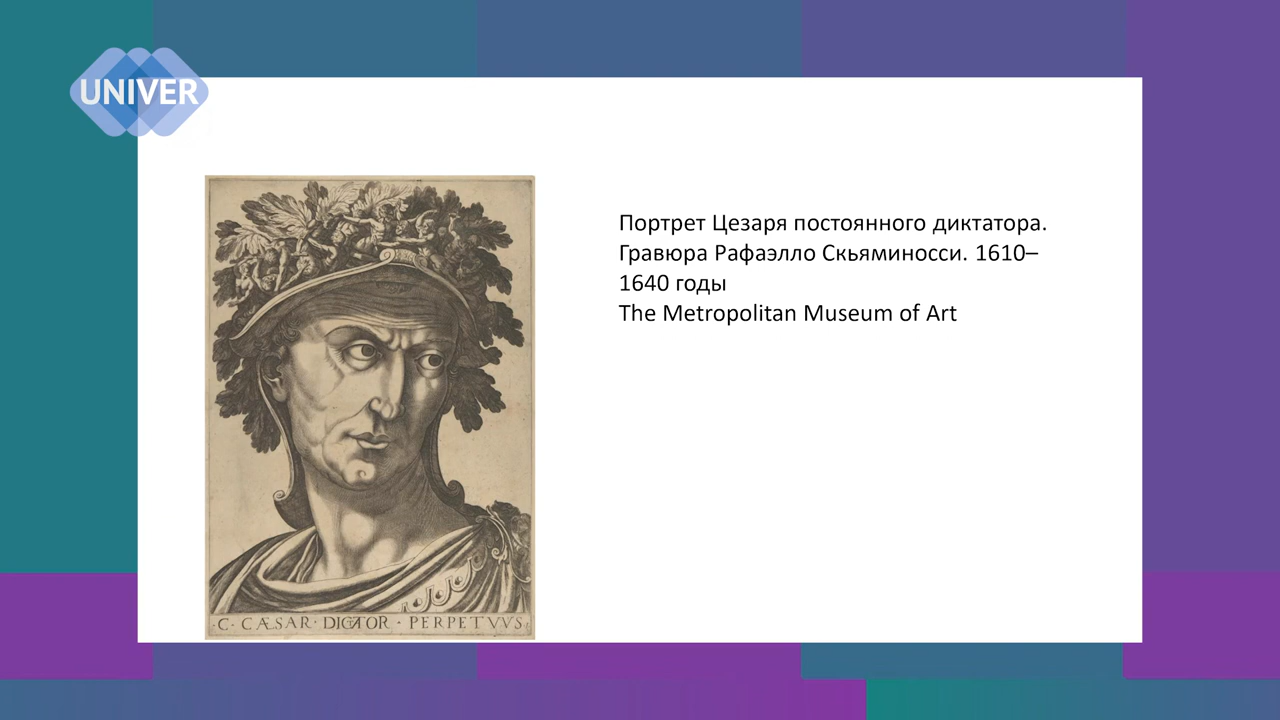 UNIVER
Портрет Цезаря постоянного диктатора.
Гравюра Рафаэлло Скьяминосси. 1610–
1640 годы
The Metropolitan Museum of Art
·C·CÆSAR·DICTATOR·PERPETVVS·